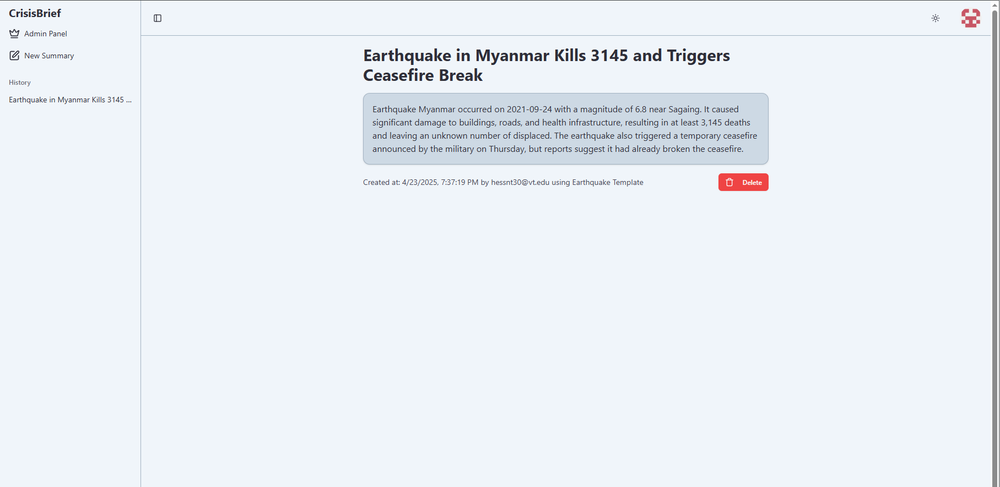 CrisisBrief
Admin Panel
New Summary
History
Earthquake in Myanmar Kills 3145 ...
Earthquake in Myanmar Kills 3145 and Triggers
Ceasefire Break
Earthquake Myanmar occurred on 2021-09-24 with a magnitude of 6.8 near Sagaing. It caused
significant damage to buildings, roads, and health infrastructure, resulting in at least 3,145 deaths
and leaving an unknown number of displaced. The earthquake also triggered a temporary ceasefire
announced by the military on Thursday, but reports suggest it had already broken the ceasefire.
Created at: 4/23/2025, 7:37:19 PM by hessnt30@vt.edu using Earthquake Template
Delete